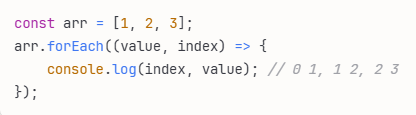 const arr = [1, 2, 3];
arr.forEach((value, index) => {
    console.log(index, value); // 0 1, 1 2, 2 3
});